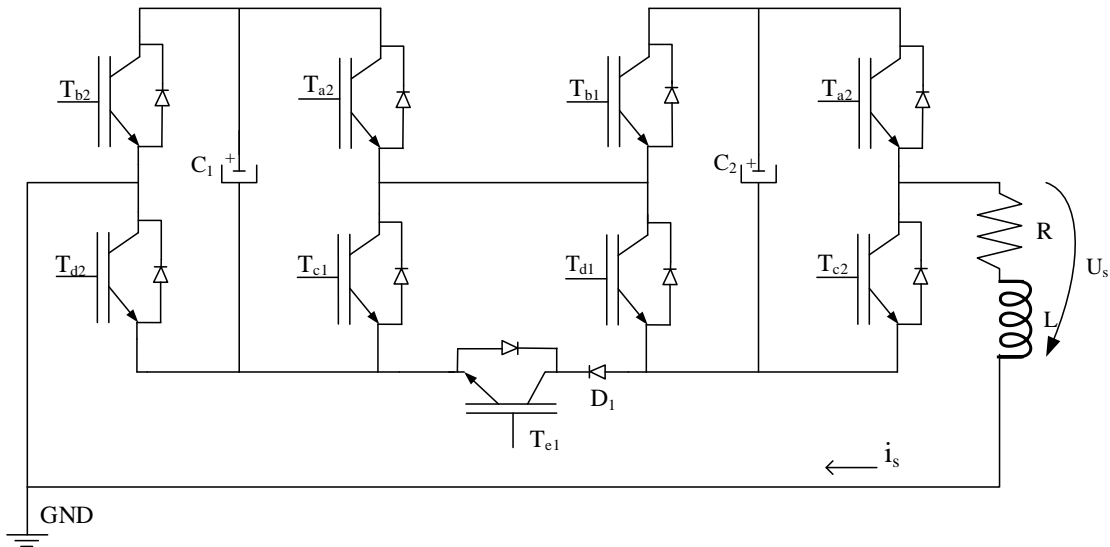 T_b2
T_a2
T_b1
T_a2
C_1
+
C_2
+
R
T_d2
T_c1
T_d1
T_c2
U_s
L
D_1
T_e1
i_s
GND